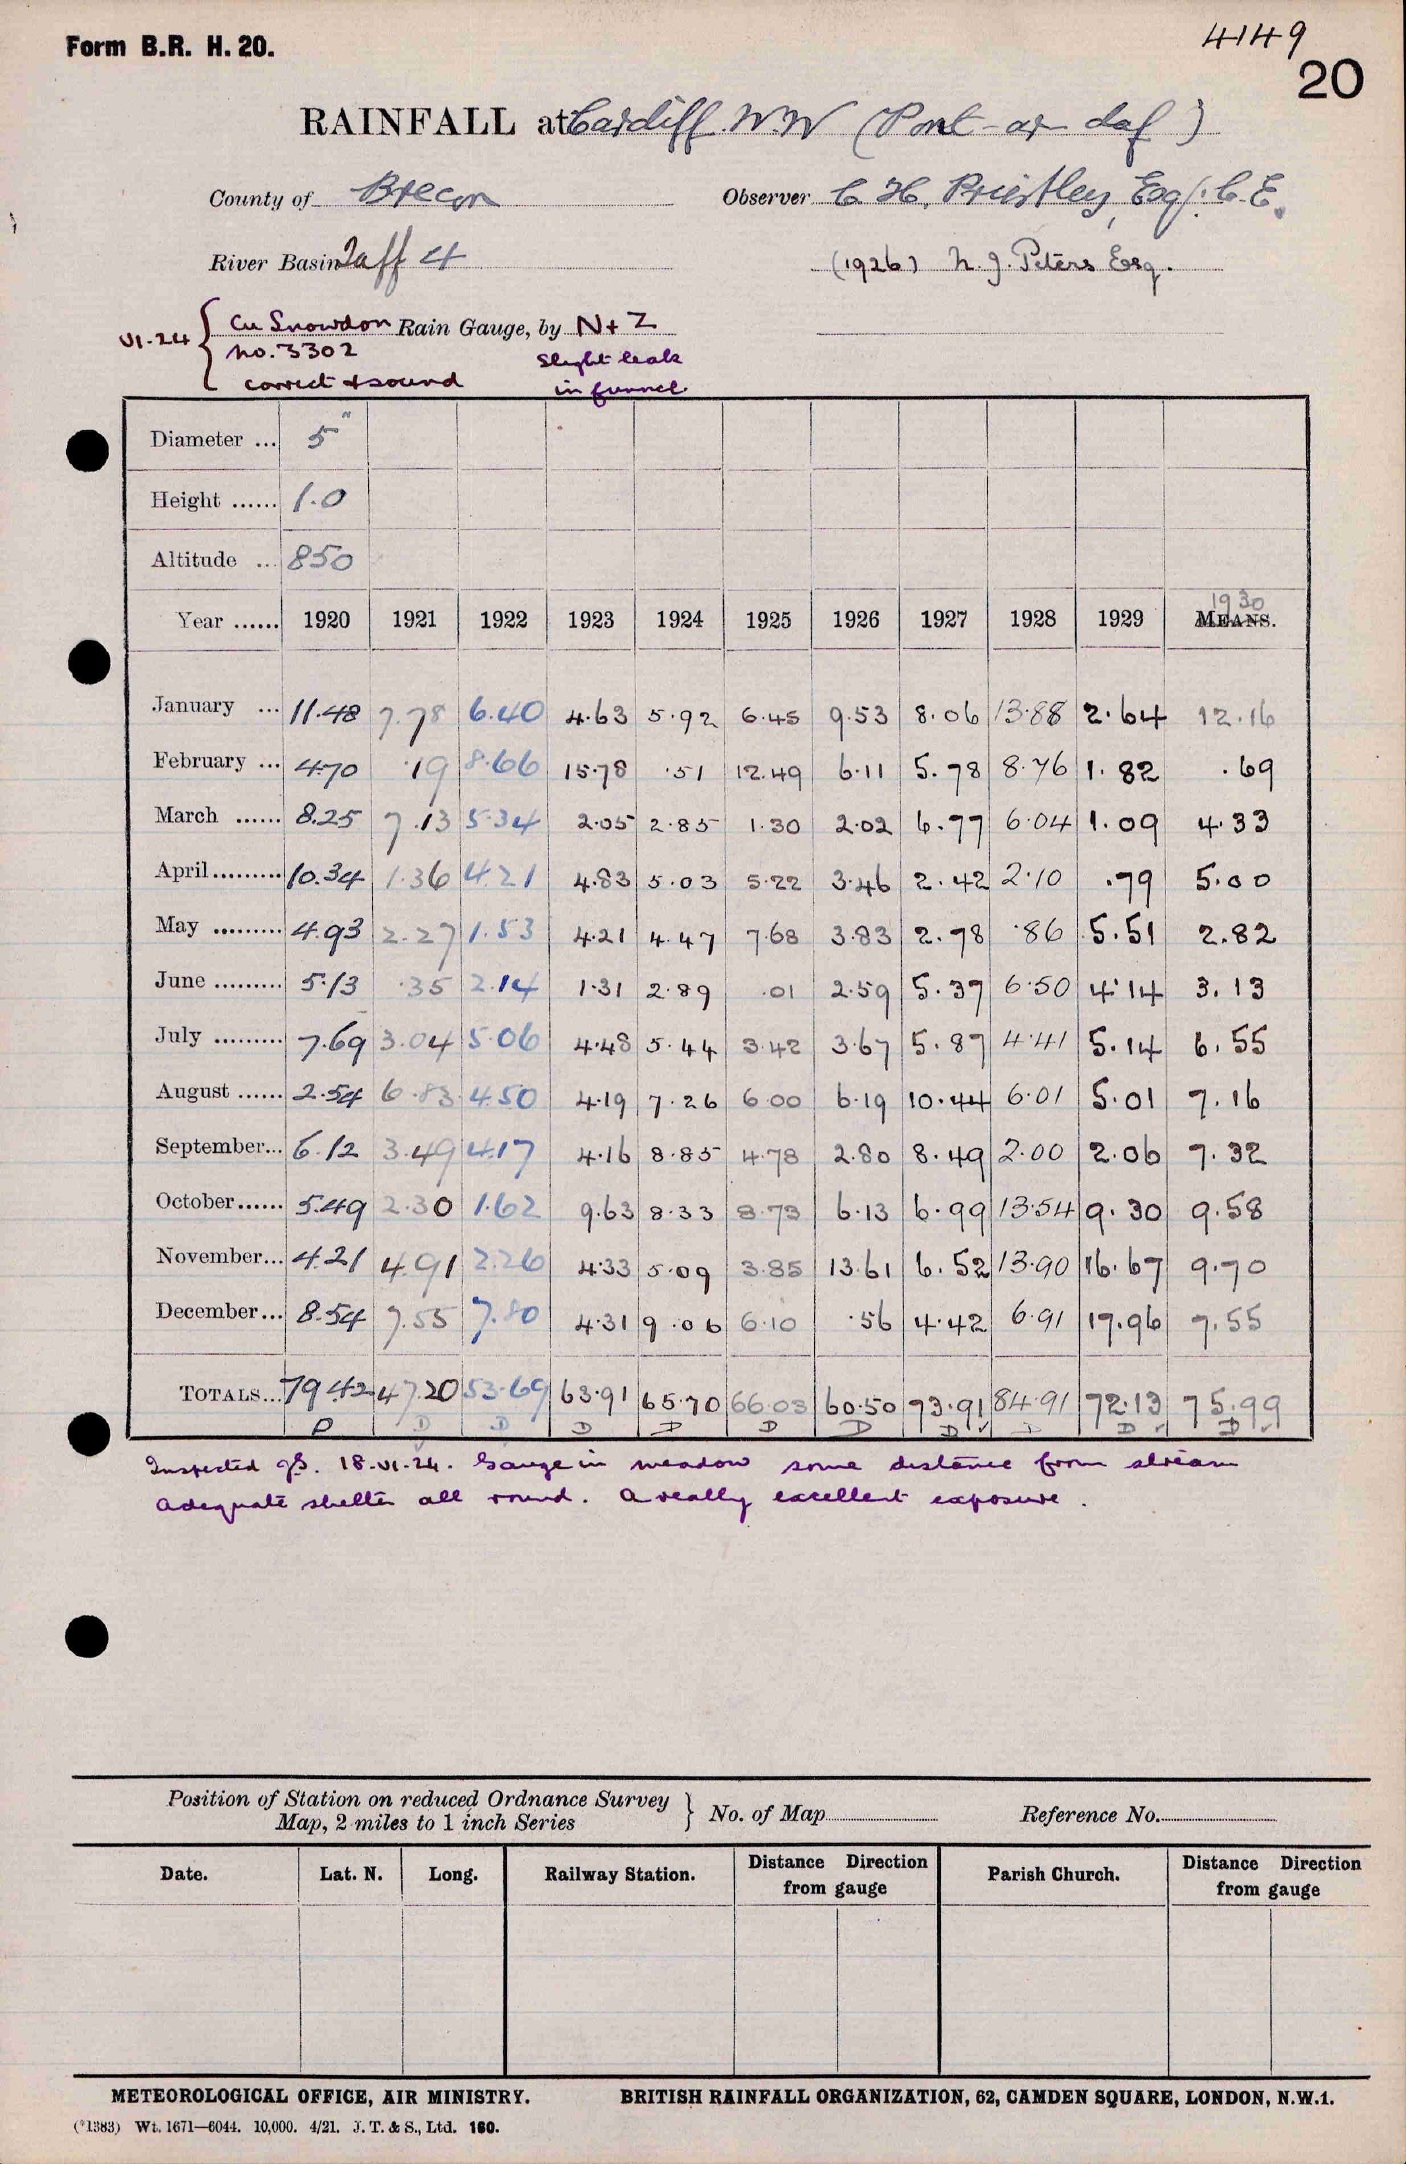 Form B.R. H. 20.
4149
20
RAINFALL at Cardiff W.W (Pont-ar-daf)
County of Brecon Observer C. H. Priestley, Esq., C.E.
River Basin Taff 4 (1926) N. J. Peters Esq.
VI-24 { Cu Snowdon Rain Gauge, by N+Z
No. 3302 Slight leak
correct & sound in funnel.
Diameter ... 5"
Height ...... 1.0
Altitude ... 850
1930
Year ...... 1920 1921 1922 1923 1924 1925 1926 1927 1928 1929 MEANS.
January ... 11.48 7.78 6.40 4.63 5.92 6.45 9.53 8.06 13.88 2.64 12.16
February ... 4.70 .19 8.66 15.78 .51 12.49 6.11 5.78 8.76 1.82 .69
March ...... 8.25 7.13 5.34 2.05 2.85 1.30 2.02 6.77 6.04 1.09 4.33
April......... 10.34 1.36 4.21 4.83 5.03 5.22 3.46 2.42 2.10 .79 5.00
May ......... 4.93 2.27 1.53 4.21 4.47 7.68 3.83 2.78 .86 5.51 2.82
June ......... 5.13 .35 2.14 1.31 2.89 .01 2.59 5.37 6.50 4.14 3.13
July ......... 7.69 3.04 5.06 4.48 5.44 3.42 3.67 5.87 4.41 5.14 6.55
August ...... 2.54 6.83 4.50 4.19 7.26 6.00 6.19 10.44 6.01 5.01 7.16
September... 6.12 3.49 4.17 4.16 8.85 4.78 2.80 8.49 2.00 2.06 7.32
October...... 5.49 2.30 1.62 9.63 8.33 8.73 6.13 6.99 13.54 9.30 9.58
November... 4.21 4.91 2.26 4.33 5.09 3.85 13.61 6.52 13.90 16.67 9.70
December... 8.54 7.55 7.80 4.31 9.06 6.10 .56 4.42 6.91 17.96 7.55
TOTALS... 79.42 47.20 53.69 63.91 65.70 66.03 60.50 73.91 84.91 72.13 75.99
D D D D D D D D D D D
Inspected 18.VI.24. Gauge in meadow some distance from stream
adequate shelter all round. A really excellent exposure.
Position of Station on reduced Ordnance Survey
Map, 2 miles to 1 inch Series } No. of Map Reference No.
Date. Lat. N. Long. Railway Station. Distance Direction from gauge Parish Church. Distance Direction from gauge
METEOROLOGICAL OFFICE, AIR MINISTRY. BRITISH RAINFALL ORGANIZATION, 62, CAMDEN SQUARE, LONDON, N.W.1.
(*1383) Wt. 1671—6044. 10,000. 4/21. J. T. & S., Ltd. 160.